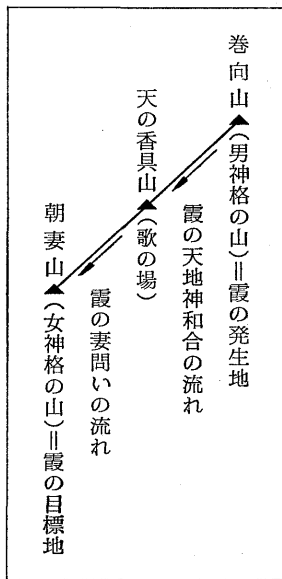 巻向山(男神格の山)=霞の発生地
霞の天地神和合の流れ
天の香具山(歌の場)
霞の妻問いの流れ
朝妻山(女神格の山)=霞の目標地